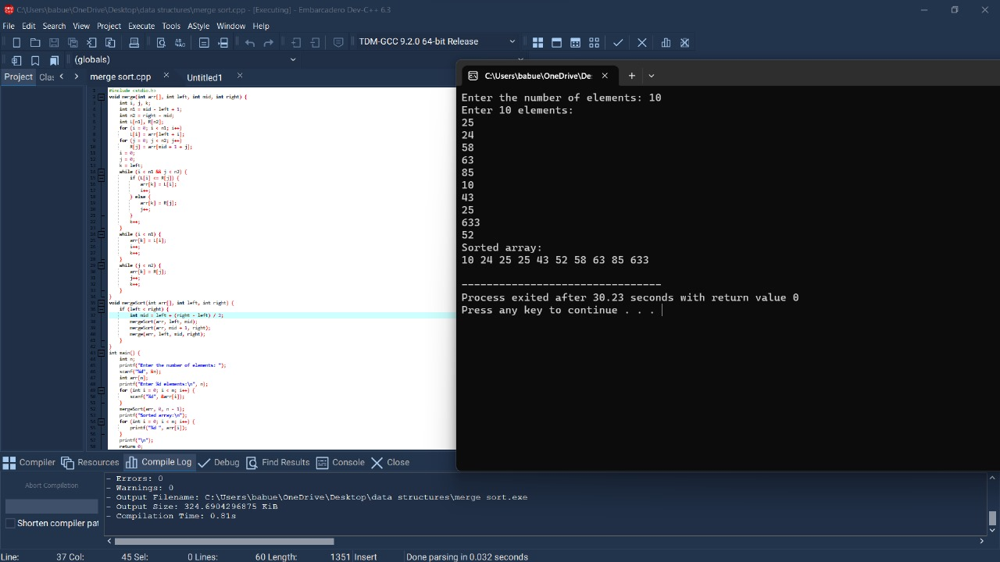 C:\Users\babue\OneDrive\Desktop\data structures\merge sort.cpp - [Executing] - Embarcadero Dev-C++ 6.3
File Edit Search View Project Execute Tools AStyle Window Help
TDM-GCC 9.2.0 64-bit Release
(globals)
Project Clas merge sort.cpp Untitled1
#include <stdio.h>
void merge(int arr[], int left, int mid, int right) {
int i, j, k;
int n1 = mid - left + 1;
int n2 = right - mid;
int L[n1], R[n2];
for (i = 0; i < n1; i++)
L[i] = arr[left + i];
for (j = 0; j < n2; j++)
R[j] = arr[mid + 1 + j];
i = 0;
j = 0;
k = left;
while (i < n1 && j < n2) {
if (L[i] <= R[j]) {
arr[k] = L[i];
i++;
} else {
arr[k] = R[j];
j++;
}
k++;
}
while (i < n1) {
arr[k] = L[i];
i++;
k++;
}
while (j < n2) {
arr[k] = R[j];
j++;
k++;
}
}
void mergeSort(int arr[], int left, int right) {
if (left < right) {
int mid = left + (right - left) / 2;
mergeSort(arr, left, mid);
mergeSort(arr, mid + 1, right);
merge(arr, left, mid, right);
}
}
int main() {
int n;
printf("Enter the number of elements: ");
scanf("%d", &n);
int arr[n];
printf("Enter %d elements:\n", n);
for (int i = 0; i < n; i++) {
scanf("%d", &arr[i]);
}
mergeSort(arr, 0, n - 1);
printf("Sorted array:\n");
for (int i = 0; i < n; i++) {
printf("%d ", arr[i]);
}
printf("\n");
return 0;
C:\Users\babue\OneDrive\De
Enter the number of elements: 10
Enter 10 elements:
25
24
58
63
85
10
43
25
633
52
Sorted array:
10 24 25 25 43 52 58 63 85 633
--------------------------------
Process exited after 30.23 seconds with return value 0
Press any key to continue . . .
Compiler Resources Compile Log Debug Find Results Console Close
Abort Compilation
Shorten compiler pat
- Errors: 0
- Warnings: 0
- Output Filename: C:\Users\babue\OneDrive\Desktop\data structures\merge sort.exe
- Output Size: 324.6904296875 KiB
- Compilation Time: 0.81s
Line: 37 Col: 45 Sel: 0 Lines: 60 Length: 1351 Insert Done parsing in 0.032 seconds